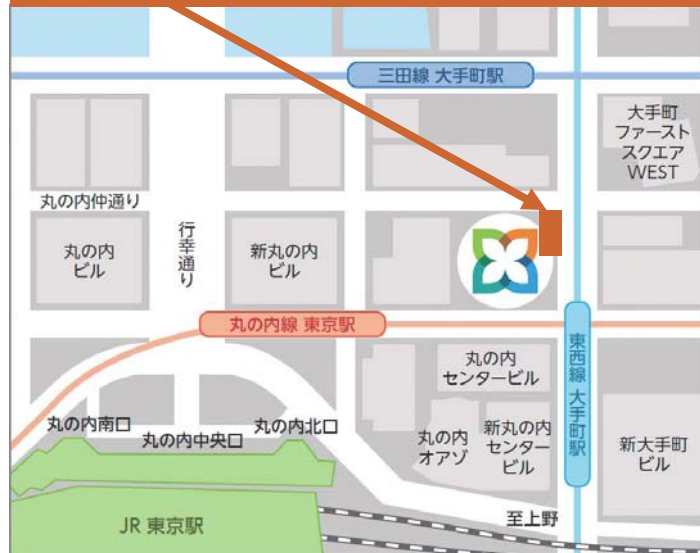 三田線 大手町駅
大手町
ファースト
スクエア
WEST
丸の内仲通り
行幸通り
丸の内
ビル
新丸の内
ビル
丸の内線 東京駅
東西線 大手町駅
丸の内
センタービル
丸の内南口
丸の内中央口
丸の内北口
丸の内
オアゾ
新丸の内
センター
ビル
新大手町
ビル
至上野
JR 東京駅